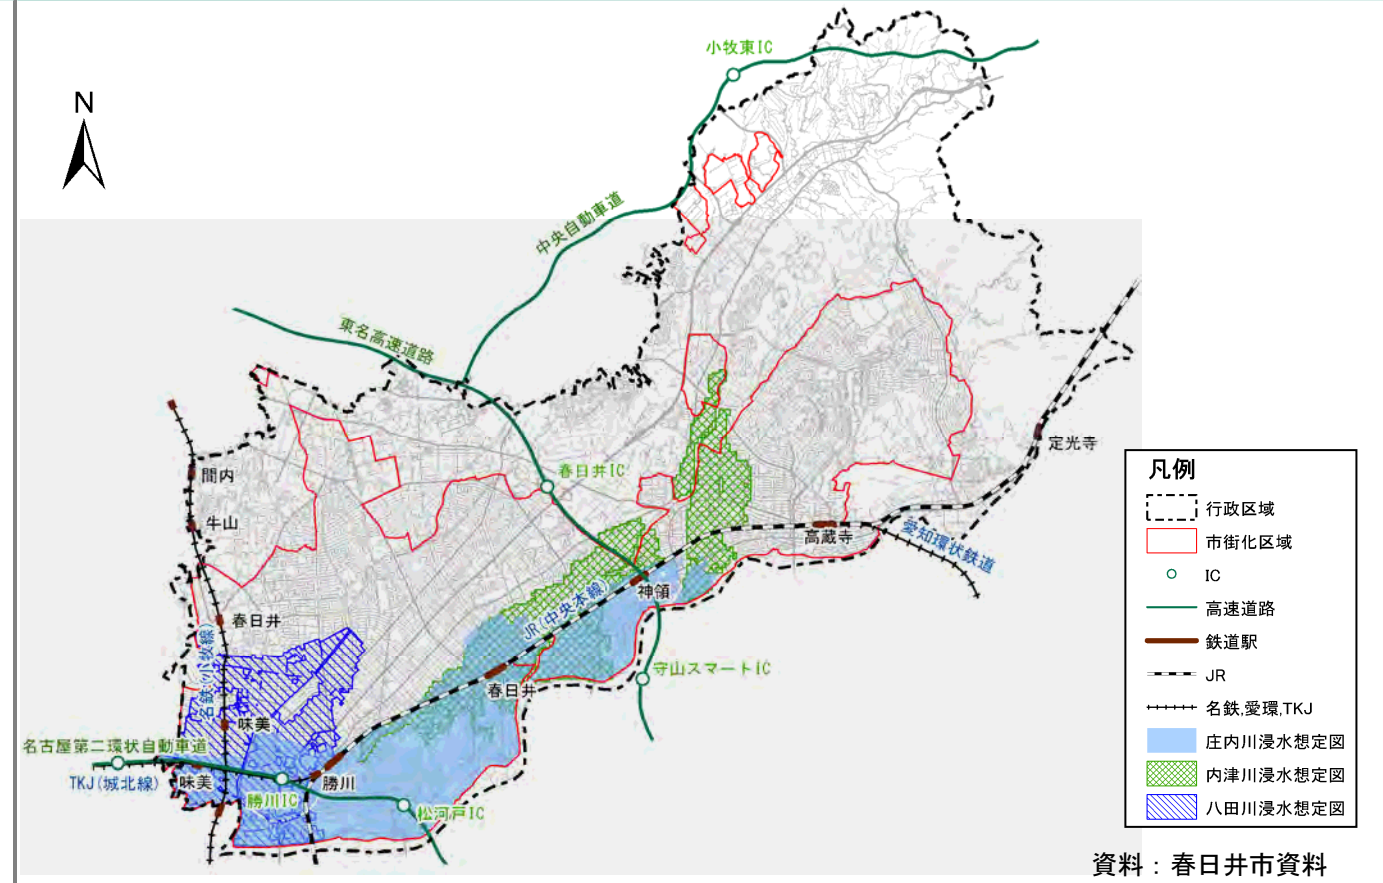 小牧東IC
N
中央自動車道
東名高速道路
定光寺
春日井IC
間内
牛山
高蔵寺
愛知環状鉄道
神領
JR(中央本線)
春日井
名鉄(小牧線)
守山スマートIC
春日井
味美
名古屋第二環状自動車道
TKJ(城北線)
味美
勝川
勝川IC
松河戸IC
凡例
行政区域
市街化区域
IC
高速道路
鉄道駅
JR
名鉄,愛環,TKJ
庄内川浸水想定図
内津川浸水想定図
八田川浸水想定図
資料：春日井市資料